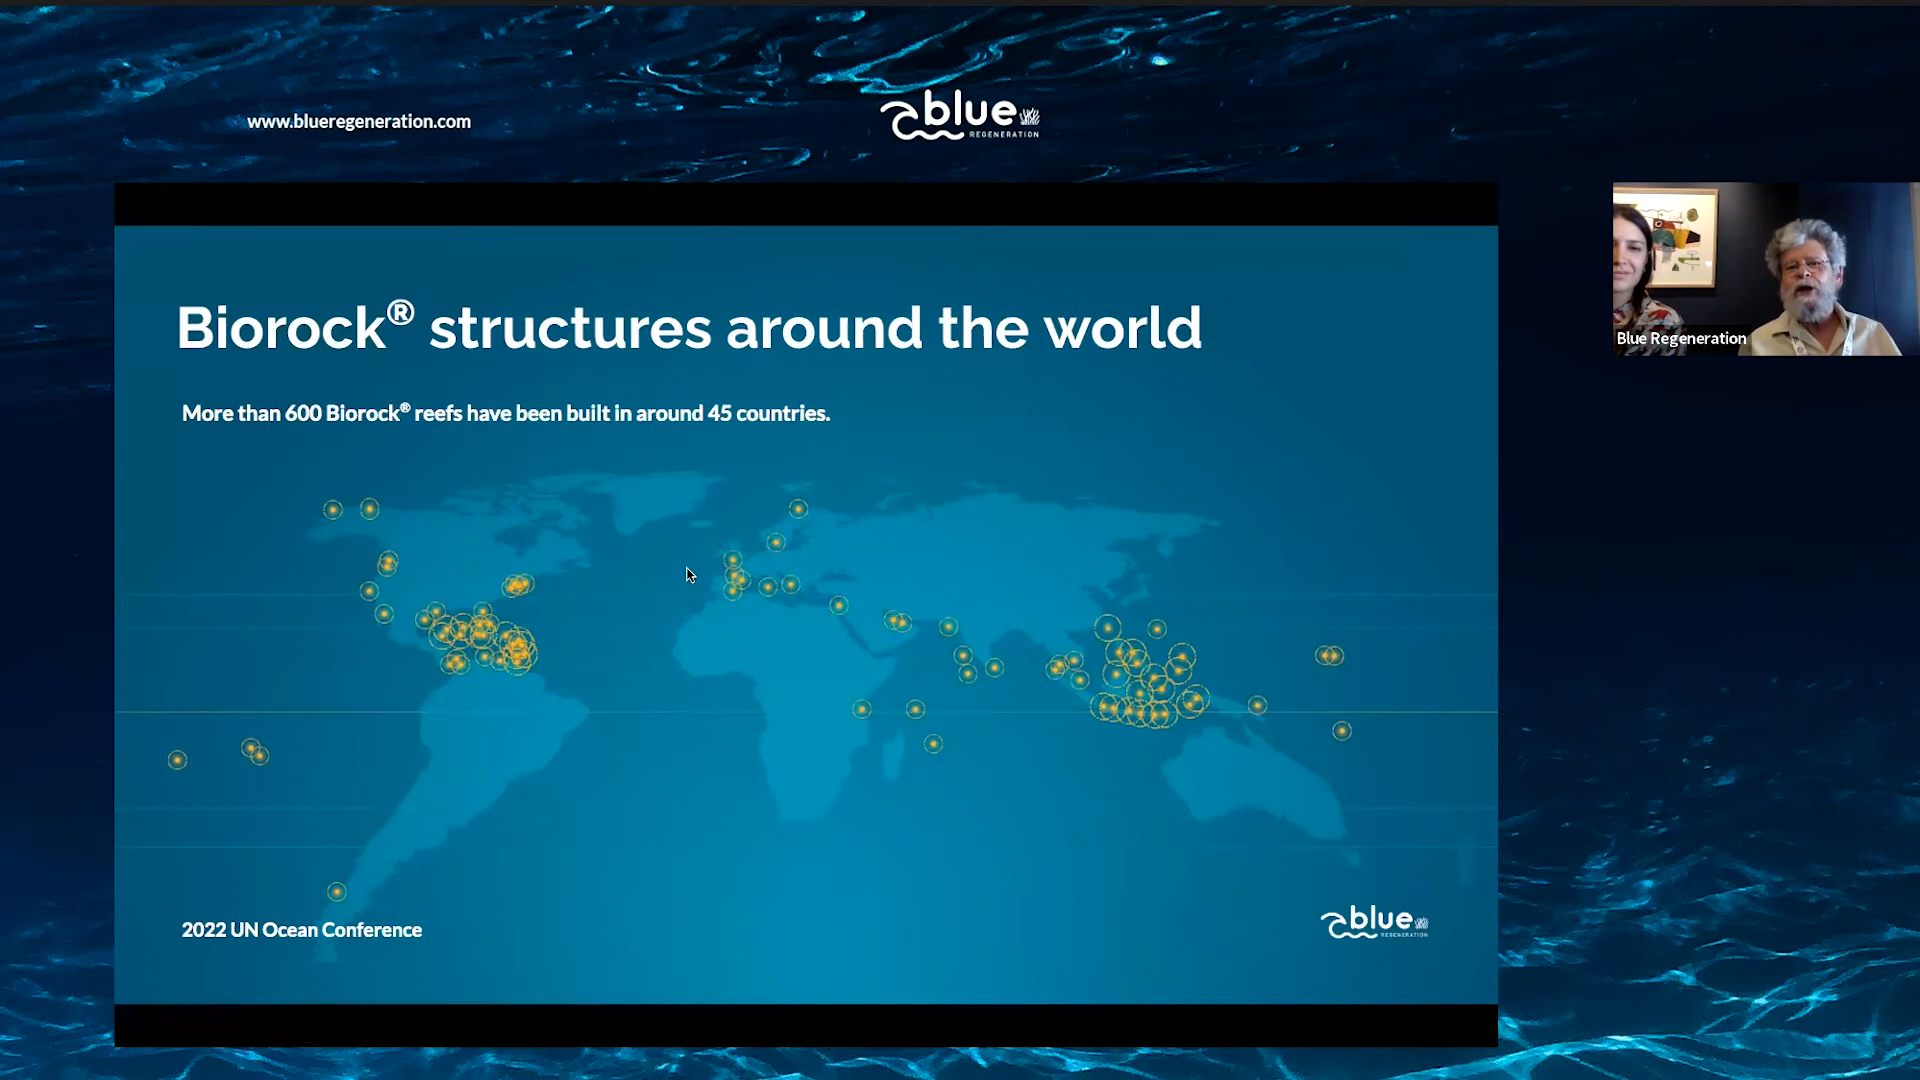 www.blueregeneration.com
blue
REGENERATION
Biorock® structures around the world
More than 600 Biorock® reefs have been built in around 45 countries.
Blue Regeneration
2022 UN Ocean Conference
blue
REGENERATION